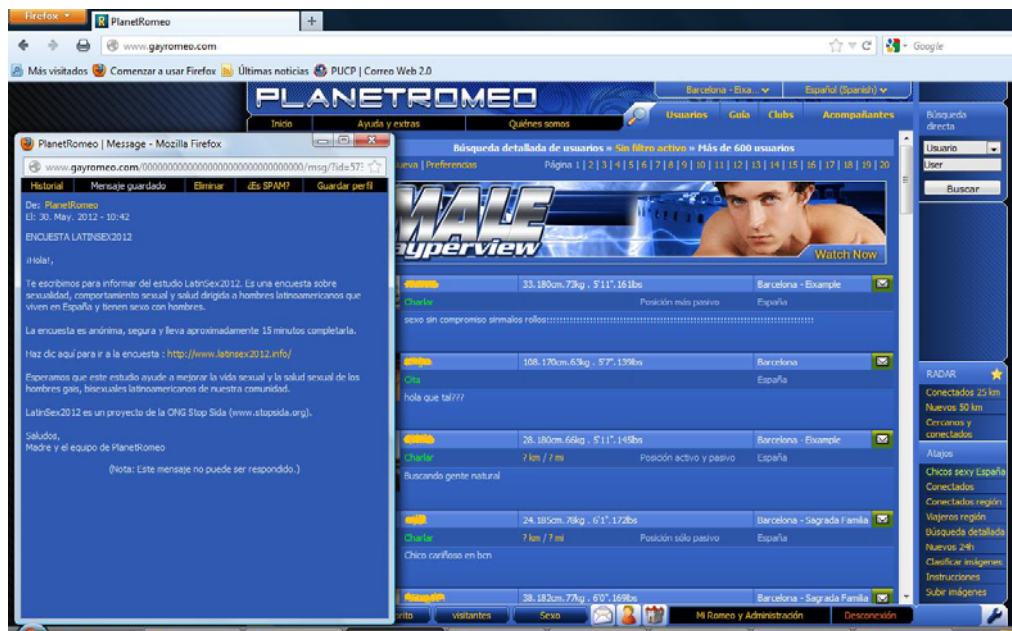 Firefox
PlanetRomeo
www.gayromeo.com
Google
Más visitados Comenzar a usar Firefox Últimas noticias PUCP | Correo Web 2.0
PLANETROMEO
Barcelona - Eixa... Español (Spanish)
Usuarios Guía Clubs Acompañantes
Inicio Ayuda y extras Quiénes somos
Búsqueda detallada de usuarios » Sin filtro activo » Más de 600 usuarios
ueva | Preferencias Página 1 | 2 | 3 | 4 | 5 | 6 | 7 | 8 | 9 | 10 | 11 | 12 | 13 | 14 | 15 | 16 | 17 | 18 | 19 | 20
MALE
payperview
Watch Now
33. 180cm. 73kg . 5'11". 161lbs Barcelona - Eixample
Charlar Posición más pasivo España
sexo sin compromiso sinmalos rollos
108. 170cm. 63kg . 5'7". 139lbs Barcelona
Cita España
hola que tal???
28. 180cm. 66kg . 5'11". 145lbs Barcelona - Eixample
Charlar ? km / ? mi Posición activo y pasivo España
Buscando gente natural
24. 185cm. 78kg . 6'1". 172lbs Barcelona - Sagrada Familia
Charlar ? km / ? mi Posición sólo pasivo España
Chico cariñoso en bcn
38. 182cm. 77kg . 6'0". 169lbs Barcelona - Sagrada Familia
orito visitantes Sexo Mi Romeo y Administración Desconexión
PlanetRomeo | Message - Mozilla Firefox
www.gayromeo.com/00000000000000000000000000000000/msg/?id=57
Historial Mensaje guardado Eliminar ¿Es SPAM? Guardar perfil
De: PlanetRomeo
El: 30. May. 2012 - 10:42
ENCUESTA LATINSEX2012
¡Hola!,
Te escribimos para informar del estudio LatinSex2012. Es una encuesta sobre
sexualidad, comportamiento sexual y salud dirigida a hombres latinoamericanos que
viven en España y tienen sexo con hombres.
La encuesta es anónima, segura y lleva aproximadamente 15 minutos completarla.
Haz clic aquí para ir a la encuesta : http://www.latinsex2012.info/
Esperamos que este estudio ayude a mejorar la vida sexual y la salud sexual de los
hombres gais, bisexuales latinoamericanos de nuestra comunidad.
LatinSex2012 es un proyecto de la ONG Stop Sida (www.stopsida.org).
Saludos,
Madre y el equipo de PlanetRomeo
(Nota: Este mensaje no puede ser respondido.)
Búsqueda
directa
Usuario
User
Buscar
RADAR
Conectados 25 km
Nuevos 50 km
Cercanos y
conectados
Atajos
Chicos sexy España
Conectados
Conectados región
Viajeros región
Búsqueda detallada
Nuevos 24h
Clasificar imágenes
Instrucciones
Subir imágenes